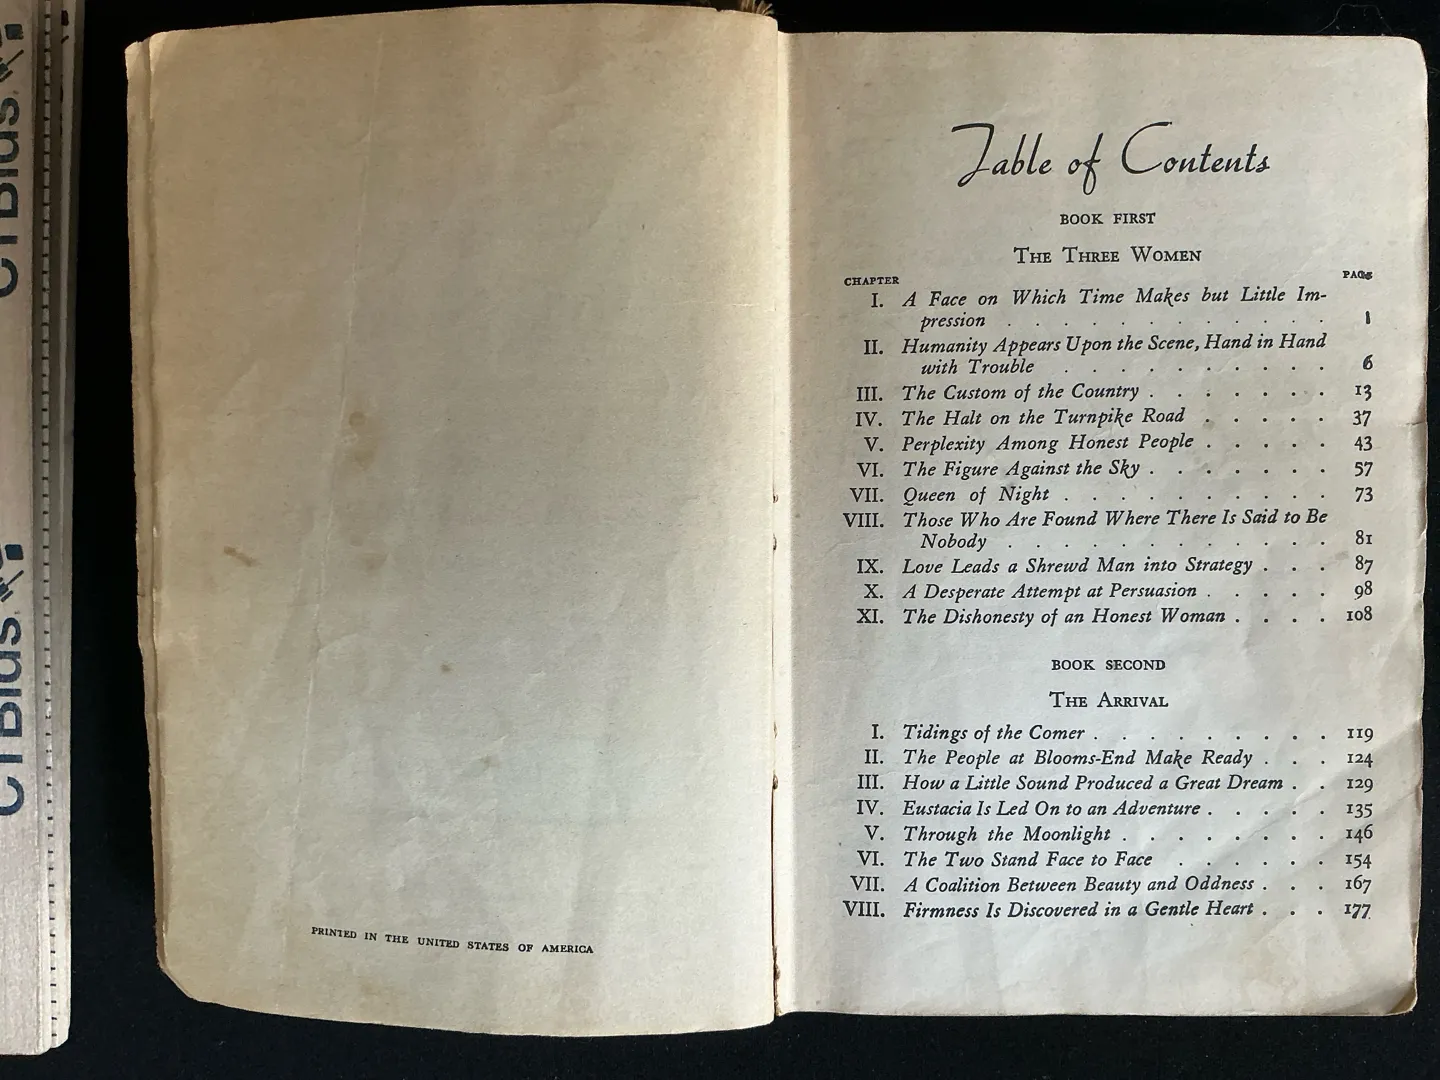 CTBids
CTBids
PRINTED IN THE UNITED STATES OF AMERICA
Table of Contents
BOOK FIRST
THE THREE WOMEN
CHAPTER PAGE
I. A Face on Which Time Makes but Little Im-
pression . . . . . . . . . . . . 1
II. Humanity Appears Upon the Scene, Hand in Hand
with Trouble . . . . . . . . . . 6
III. The Custom of the Country . . . . . . . 13
IV. The Halt on the Turnpike Road . . . . . 37
V. Perplexity Among Honest People . . . . . 43
VI. The Figure Against the Sky . . . . . . . 57
VII. Queen of Night . . . . . . . . . . 73
VIII. Those Who Are Found Where There Is Said to Be
Nobody . . . . . . . . . . . . 81
IX. Love Leads a Shrewd Man into Strategy . . . 87
X. A Desperate Attempt at Persuasion . . . . . 98
XI. The Dishonesty of an Honest Woman . . . . 108
BOOK SECOND
THE ARRIVAL
I. Tidings of the Comer . . . . . . . . . 119
II. The People at Blooms-End Make Ready . . . 124
III. How a Little Sound Produced a Great Dream . . 129
IV. Eustacia Is Led On to an Adventure . . . . . 135
V. Through the Moonlight . . . . . . . . 146
VI. The Two Stand Face to Face . . . . . . 154
VII. A Coalition Between Beauty and Oddness . . . 167
VIII. Firmness Is Discovered in a Gentle Heart . . . 177